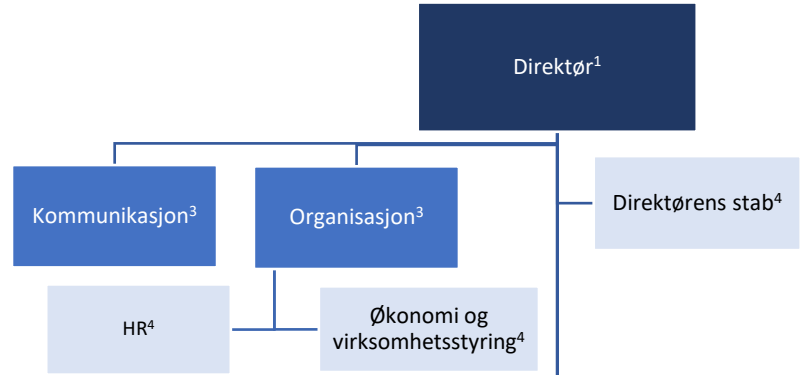 Direktør¹
Kommunikasjon³
Organisasjon³
Direktørens stab⁴
HR⁴
Økonomi og
virksomhetsstyring⁴